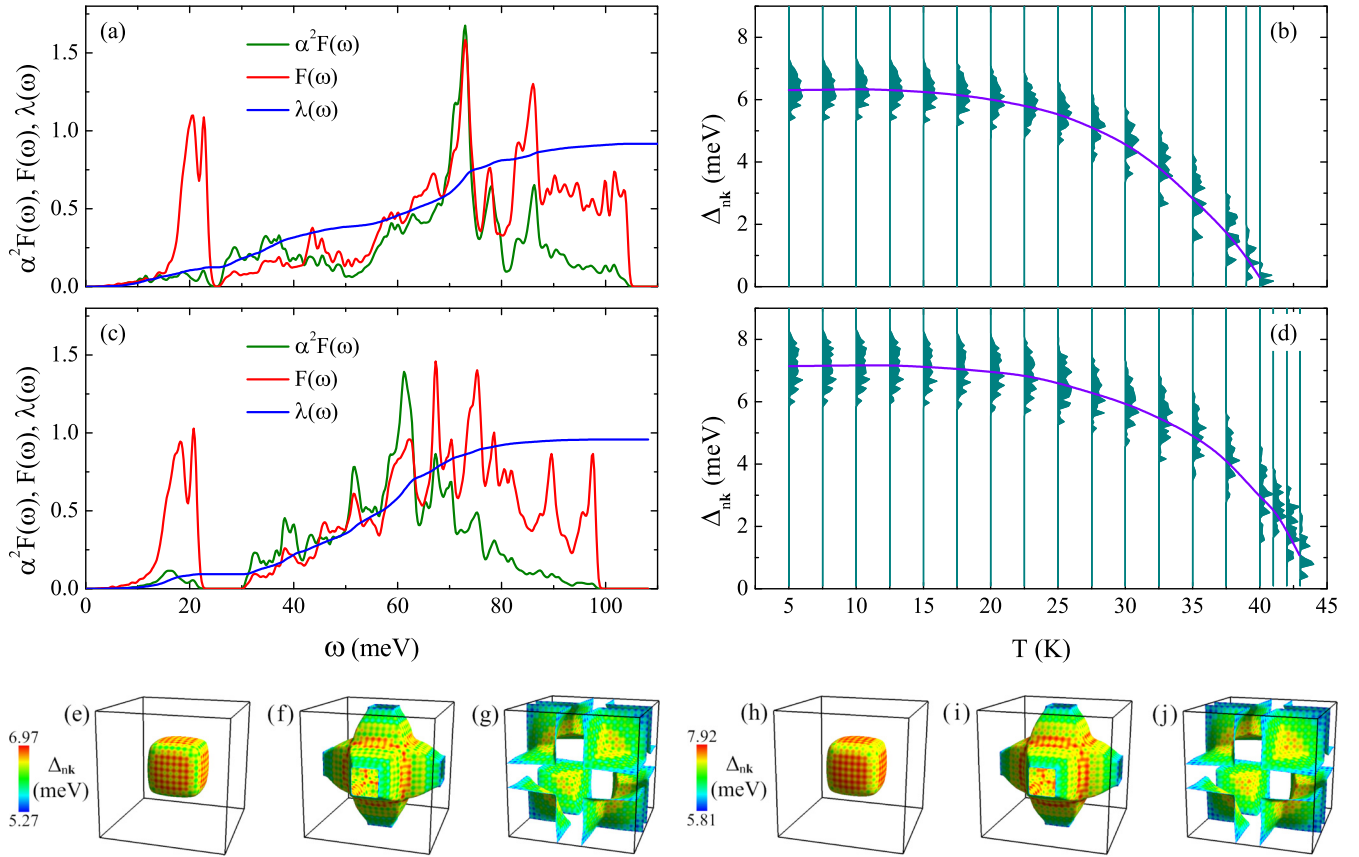 (a)
α²F(ω)
F(ω)
λ(ω)
α²F(ω), F(ω), λ(ω)
1.5
1.0
0.5
0.0
(b)
Δnk (meV)
8
6
4
2
0
(c)
α²F(ω)
F(ω)
λ(ω)
α²F(ω), F(ω), λ(ω)
1.5
1.0
0.5
0.0
0 20 40 60 80 100
ω (meV)
(d)
Δnk (meV)
8
6
4
2
0
5 10 15 20 25 30 35 40 45
T (K)
(e) (f) (g) (h) (i) (j)
6.97
Δnk
(meV)
5.27
7.92
Δnk
(meV)
5.81